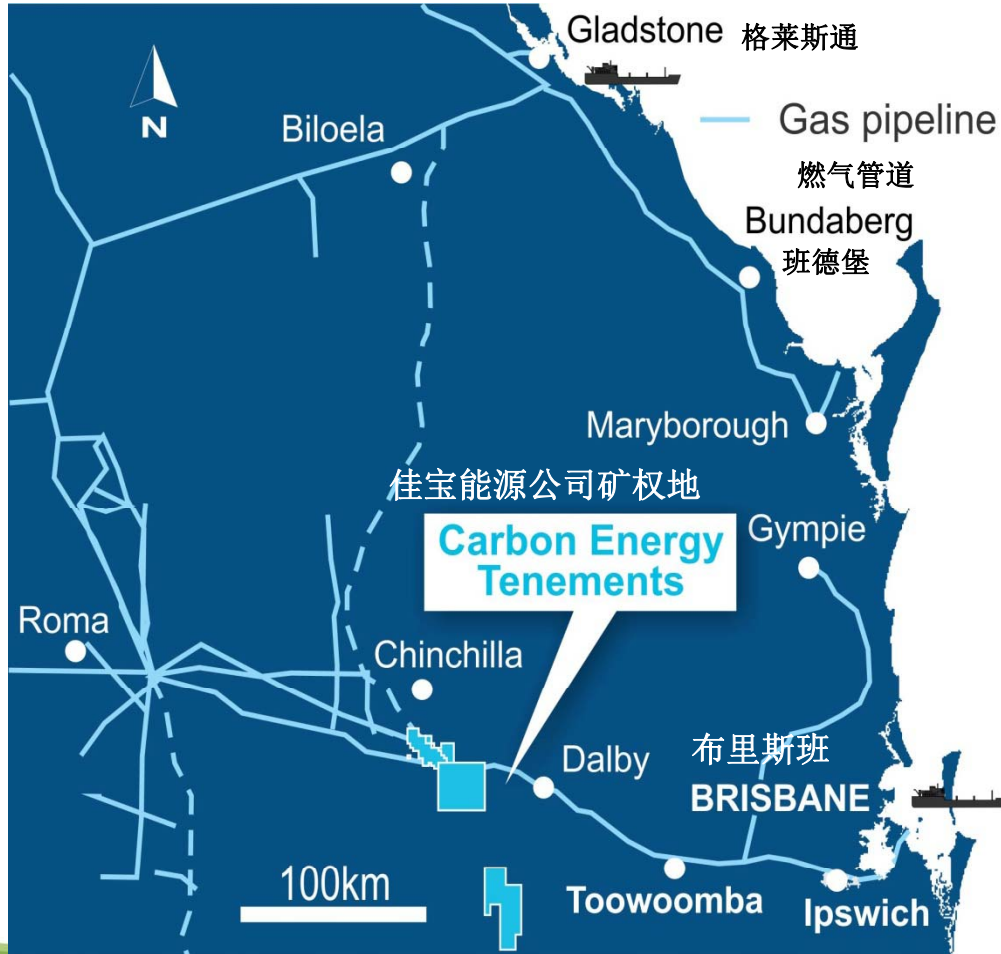 Gladstone 格莱斯通
N
Biloela
Gas pipeline
燃气管道
Bundaberg
班德堡
Maryborough
佳宝能源公司矿权地
Carbon Energy
Tenements
Gympie
Roma
Chinchilla
布里斯班
Dalby
BRISBANE
100km
Toowoomba
Ipswich